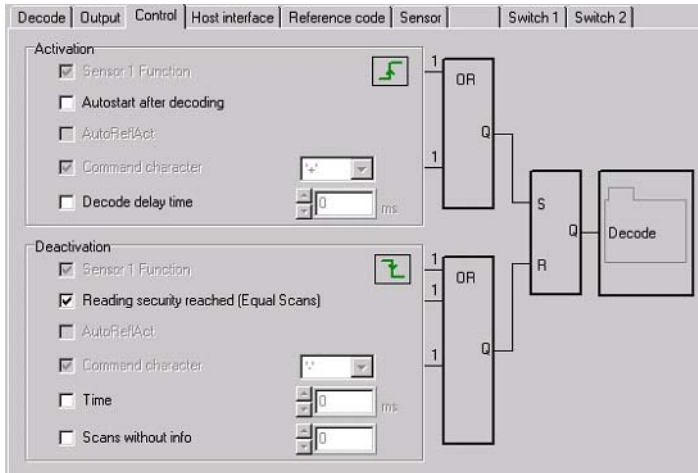 Decode Output Control Host interface Reference code Sensor Switch 1 Switch 2
Activation
Sensor 1 Function
Autostart after decoding
AutoReflAct
Command character '+'
Decode delay time 0 ms
1
1
OR
Q
Deactivation
Sensor 1 Function
Reading security reached (Equal Scans)
AutoReflAct
Command character
Time 0 ms
Scans without info 0
1
1
1
OR
Q
S
R
Q
Decode